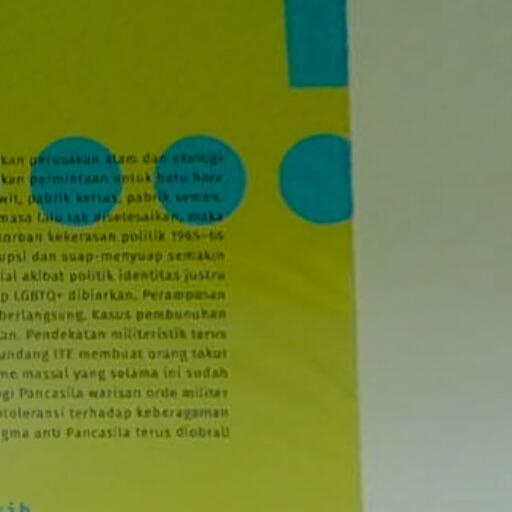 kan perusakan alam dan ekologi
kan permintaan untuk batu bara
wit, pabrik kertas, pabrik semen.
masa lalu tak diselesaikan, maka
korban kekerasan politik 1965–66
upsi dan suap-menyuap semakin
ial akibat politik identitas justru
p LGBTQ+ dibiarkan. Perampasan
berlangsung. Kasus pembunuhan
an. Pendekatan militeristik terus
undang ITE membuat orang takut
me massal yang selama ini sudah
gi Pancasila warisan orde militer
toleransi terhadap keberagaman
gma anti Pancasila terus diobral!